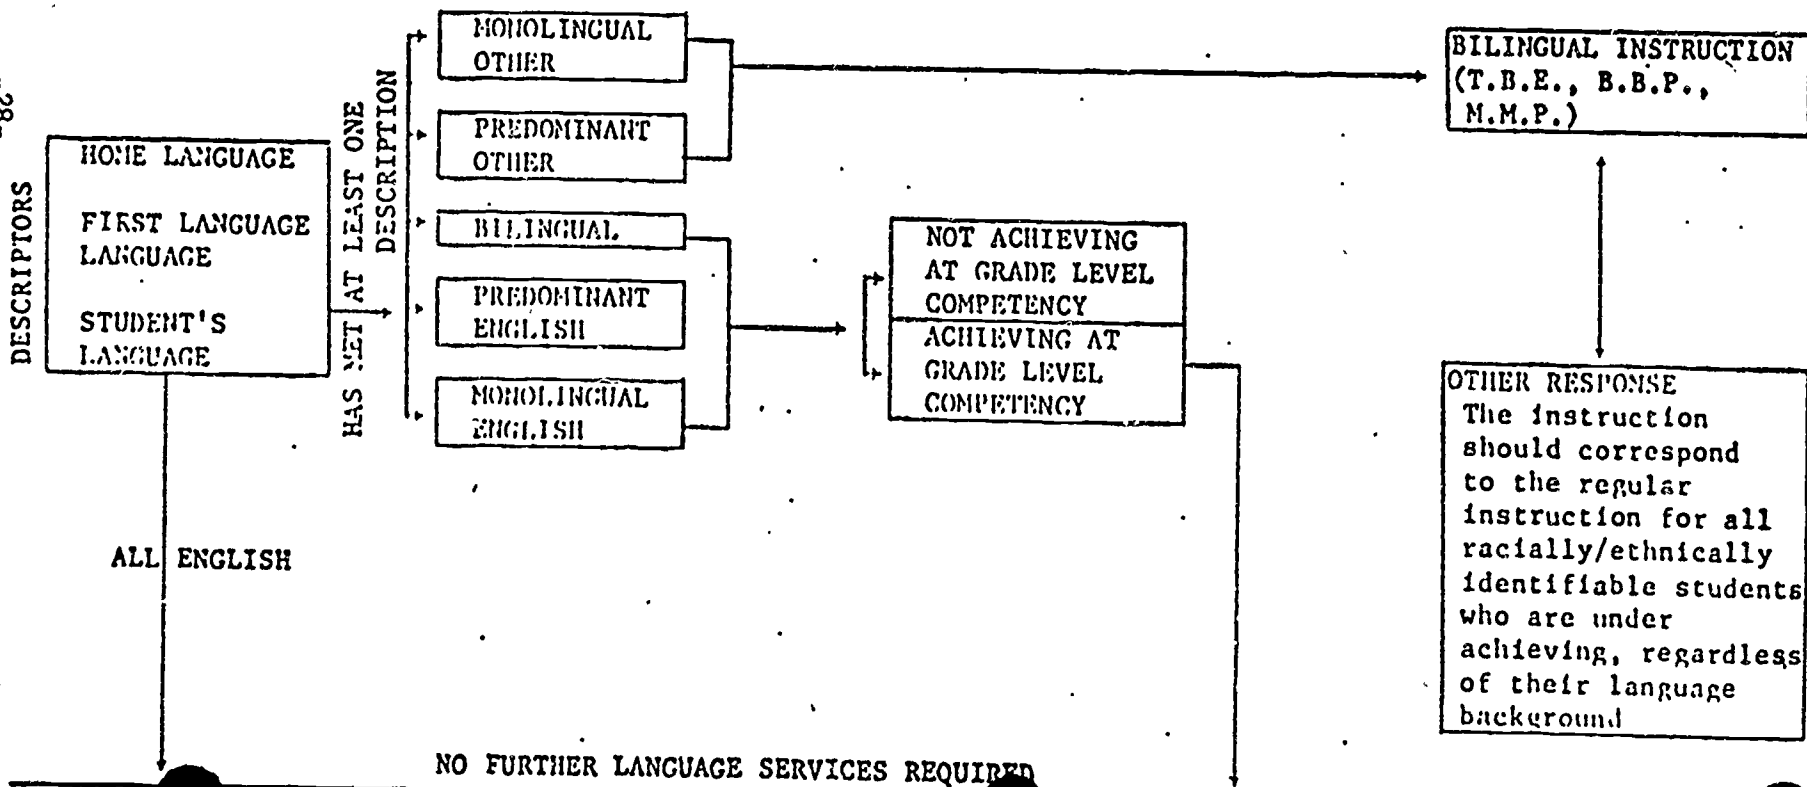 -28-
DESCRIPTORS
HOME LANGUAGE
FIRST LANGUAGE
LANGUAGE
STUDENT'S
LANGUAGE
HAS MET AT LEAST ONE
DESCRIPTION
MONOLINGUAL
OTHER
PREDOMINANT
OTHER
BILINGUAL
PREDOMINANT
ENGLISH
MONOLINGUAL
ENGLISH
NOT ACHIEVING
AT GRADE LEVEL
COMPETENCY
ACHIEVING AT
GRADE LEVEL
COMPETENCY
BILINGUAL INSTRUCTION
(T.B.E., B.B.P.,
M.M.P.)
OTHER RESPONSE
The instruction
should correspond
to the regular
instruction for all
racially/ethnically
identifiable students
who are under
achieving, regardless
of their language
background
ALL ENGLISH
NO FURTHER LANGUAGE SERVICES REQUIRED